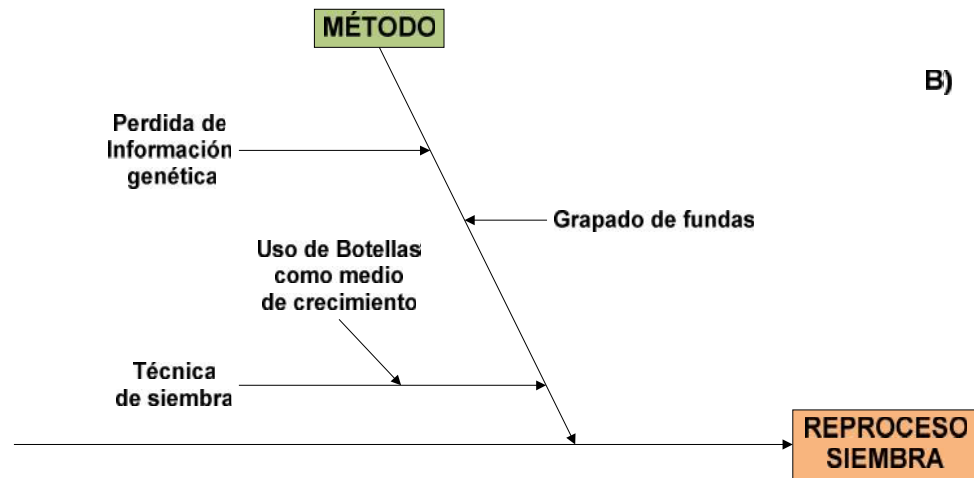 MÉTODO
B)
Perdida de
Información
genética
Grapado de fundas
Uso de Botellas
como medio
de crecimiento
Técnica
de siembra
REPROCESO
SIEMBRA